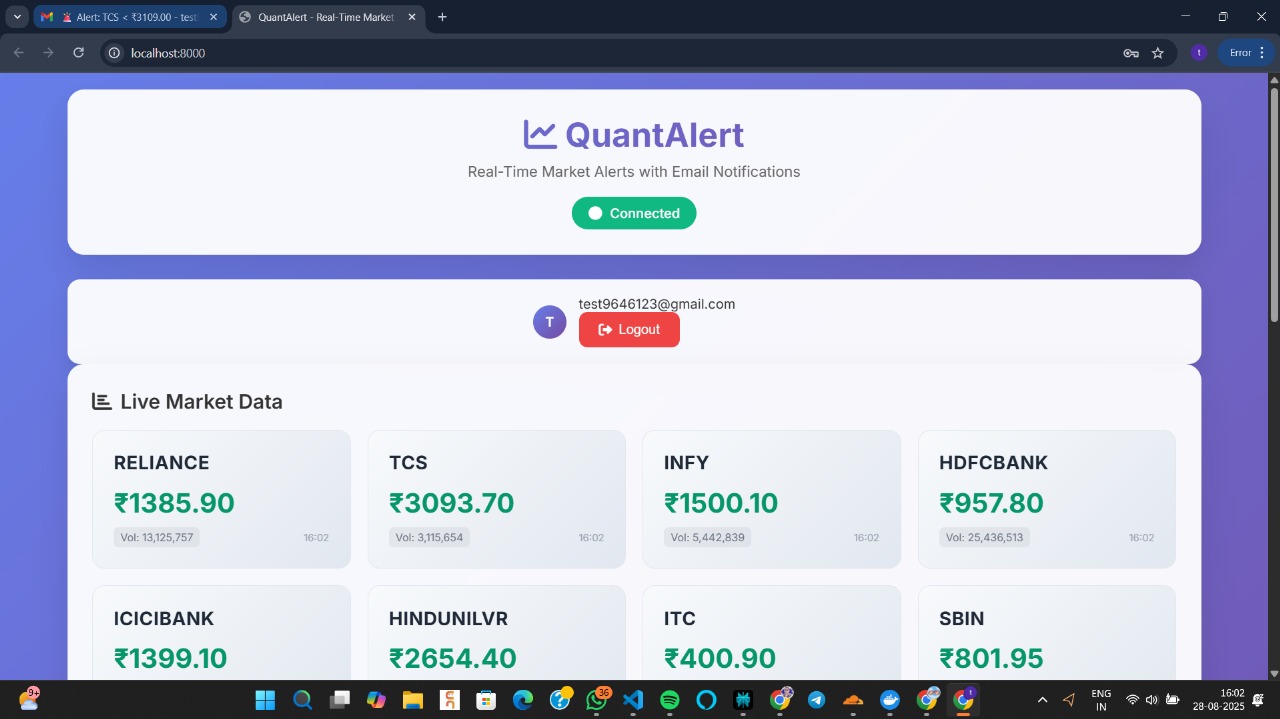 Alert: TCS < ₹3109.00 - test
QuantAlert - Real-Time Market
localhost:8000
t
Error
QuantAlert
Real-Time Market Alerts with Email Notifications
Connected
T
test9646123@gmail.com
Logout
Live Market Data
RELIANCE
₹1385.90
Vol: 13,125,757
16:02
TCS
₹3093.70
Vol: 3,115,654
16:02
INFY
₹1500.10
Vol: 5,442,839
16:02
HDFCBANK
₹957.80
Vol: 25,436,513
16:02
ICICIBANK
₹1399.10
HINDUNILVR
₹2654.40
ITC
₹400.90
SBIN
₹801.95
9+
36
t
ENG
IN
16:02
28-08-2025